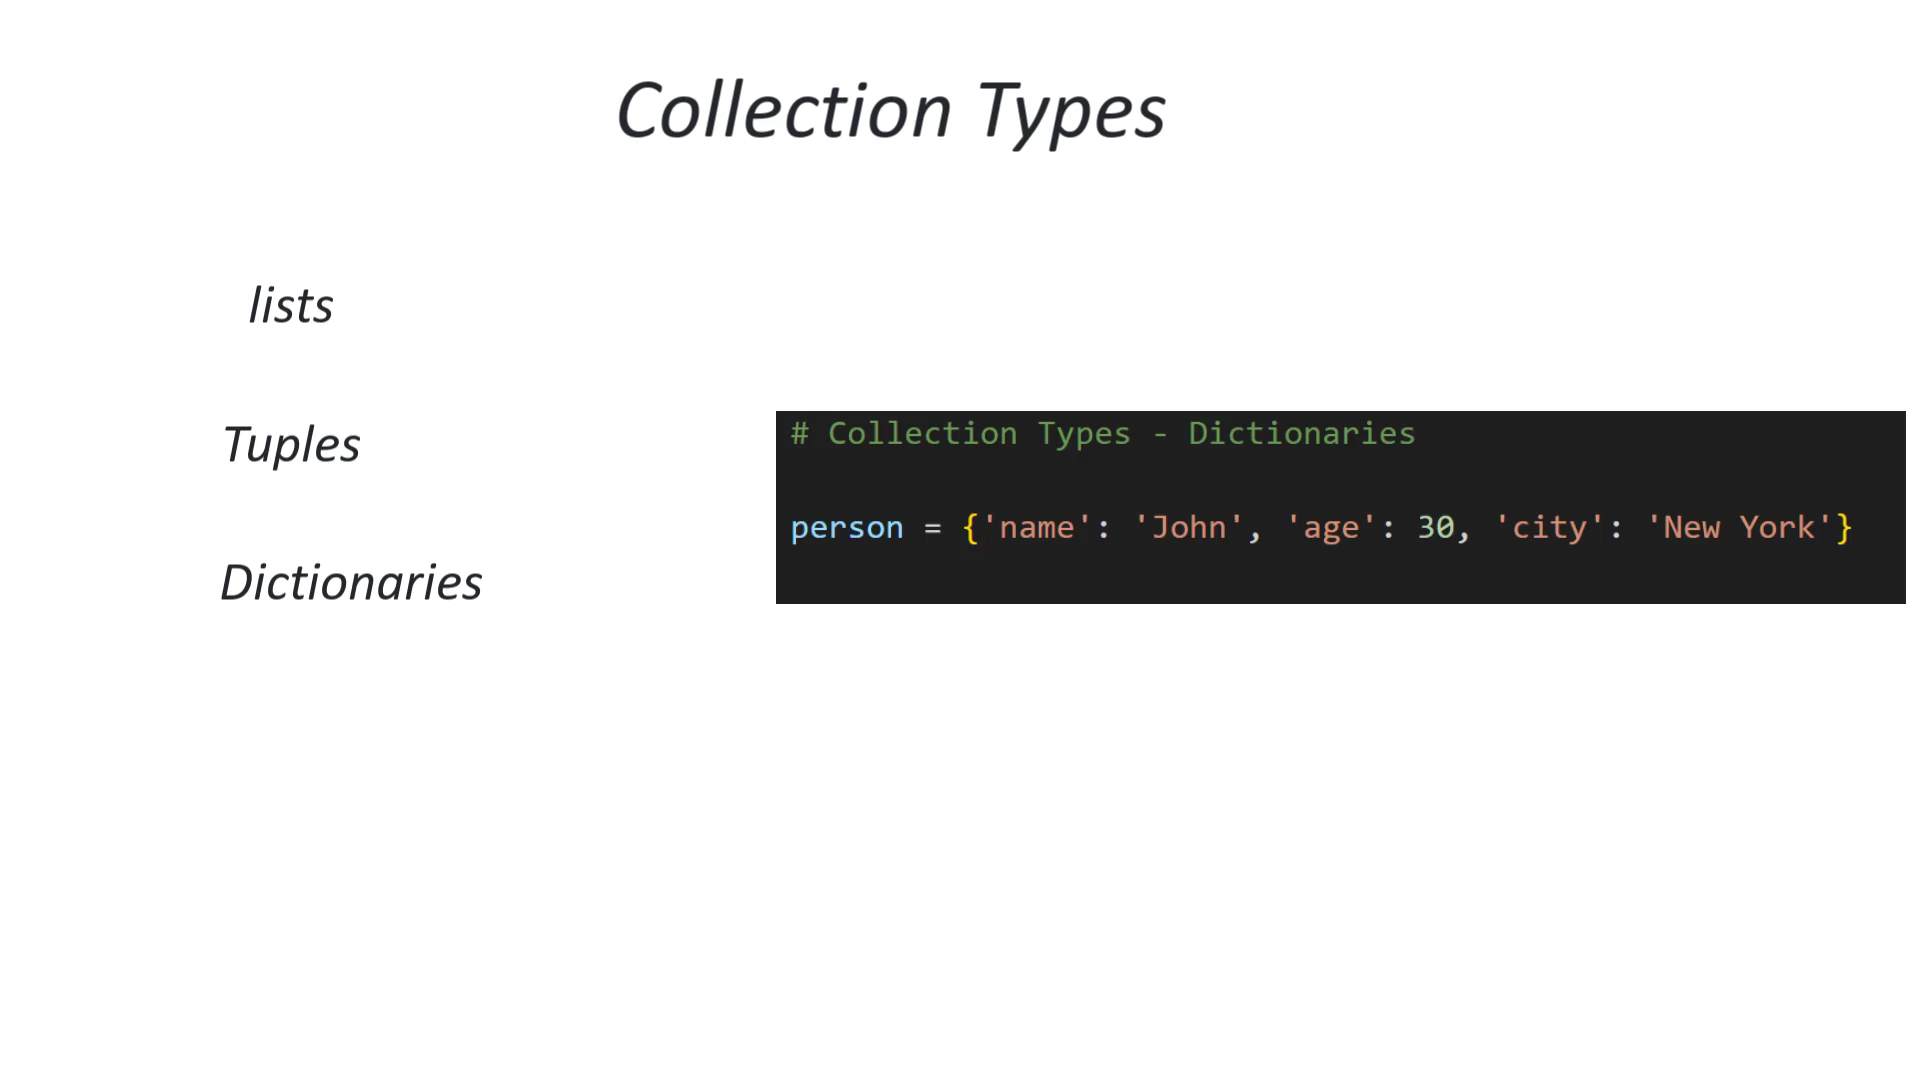 Collection Types
lists
Tuples
Dictionaries
# Collection Types - Dictionaries
person = {'name': 'John', 'age': 30, 'city': 'New York'}